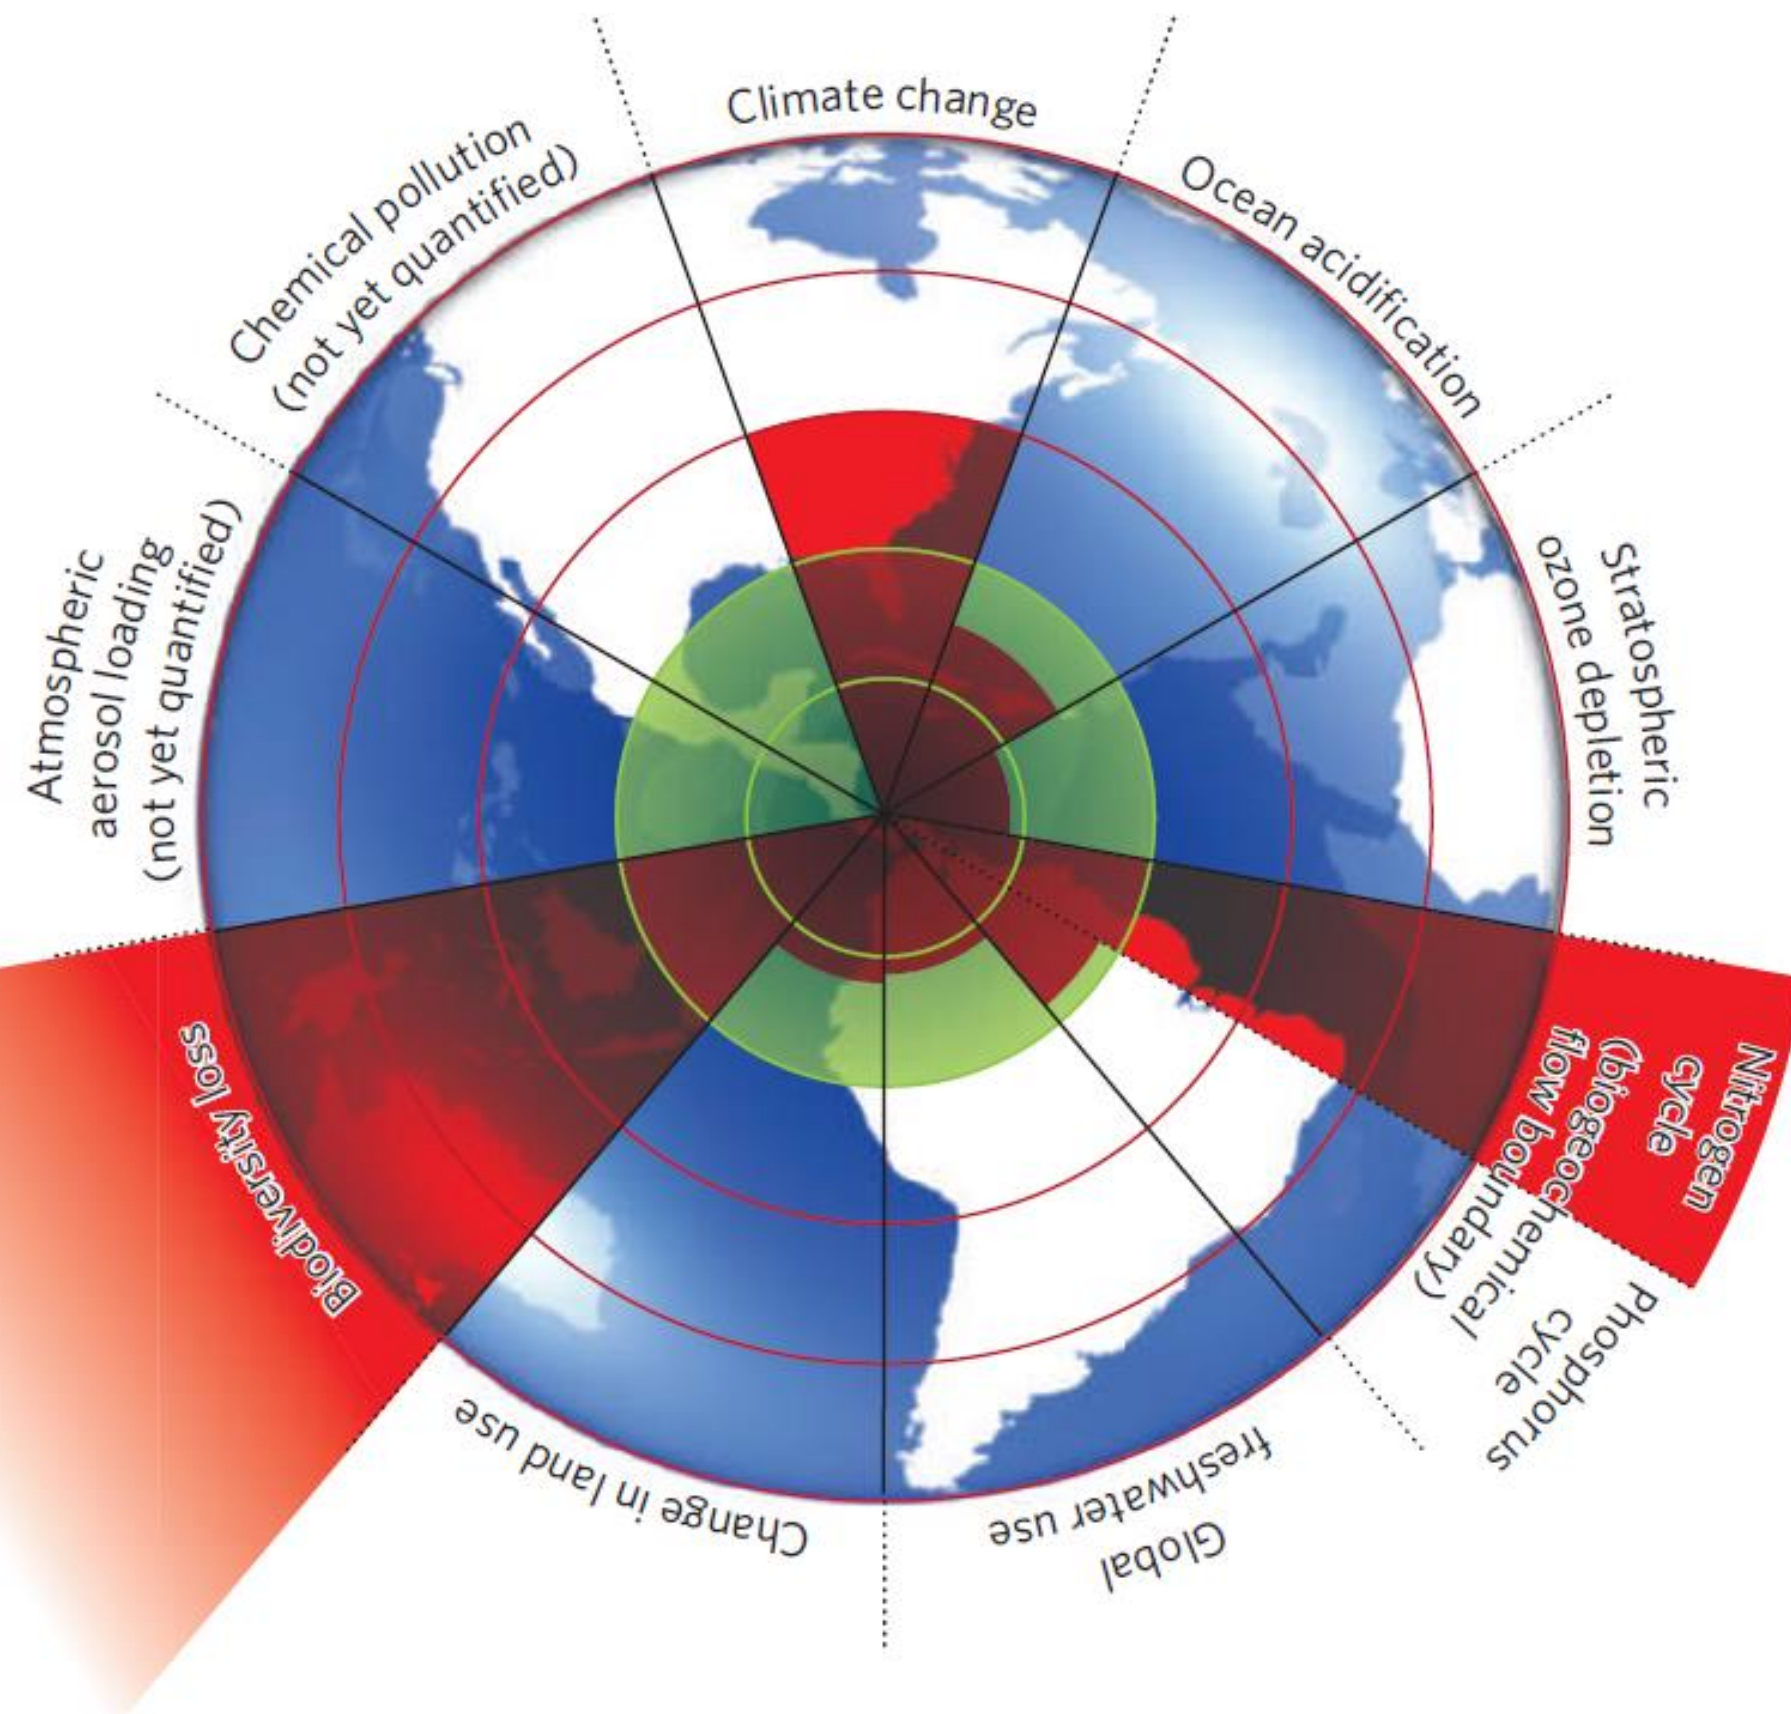 Climate change
Ocean acidification
Stratospheric
ozone depletion
Nitrogen
cycle
(biogeochemical
flow boundary)
Phosphorus
cycle
Global
freshwater use
Change in land use
Biodiversity loss
Atmospheric
aerosol loading
(not yet quantified)
Chemical pollution
(not yet quantified)